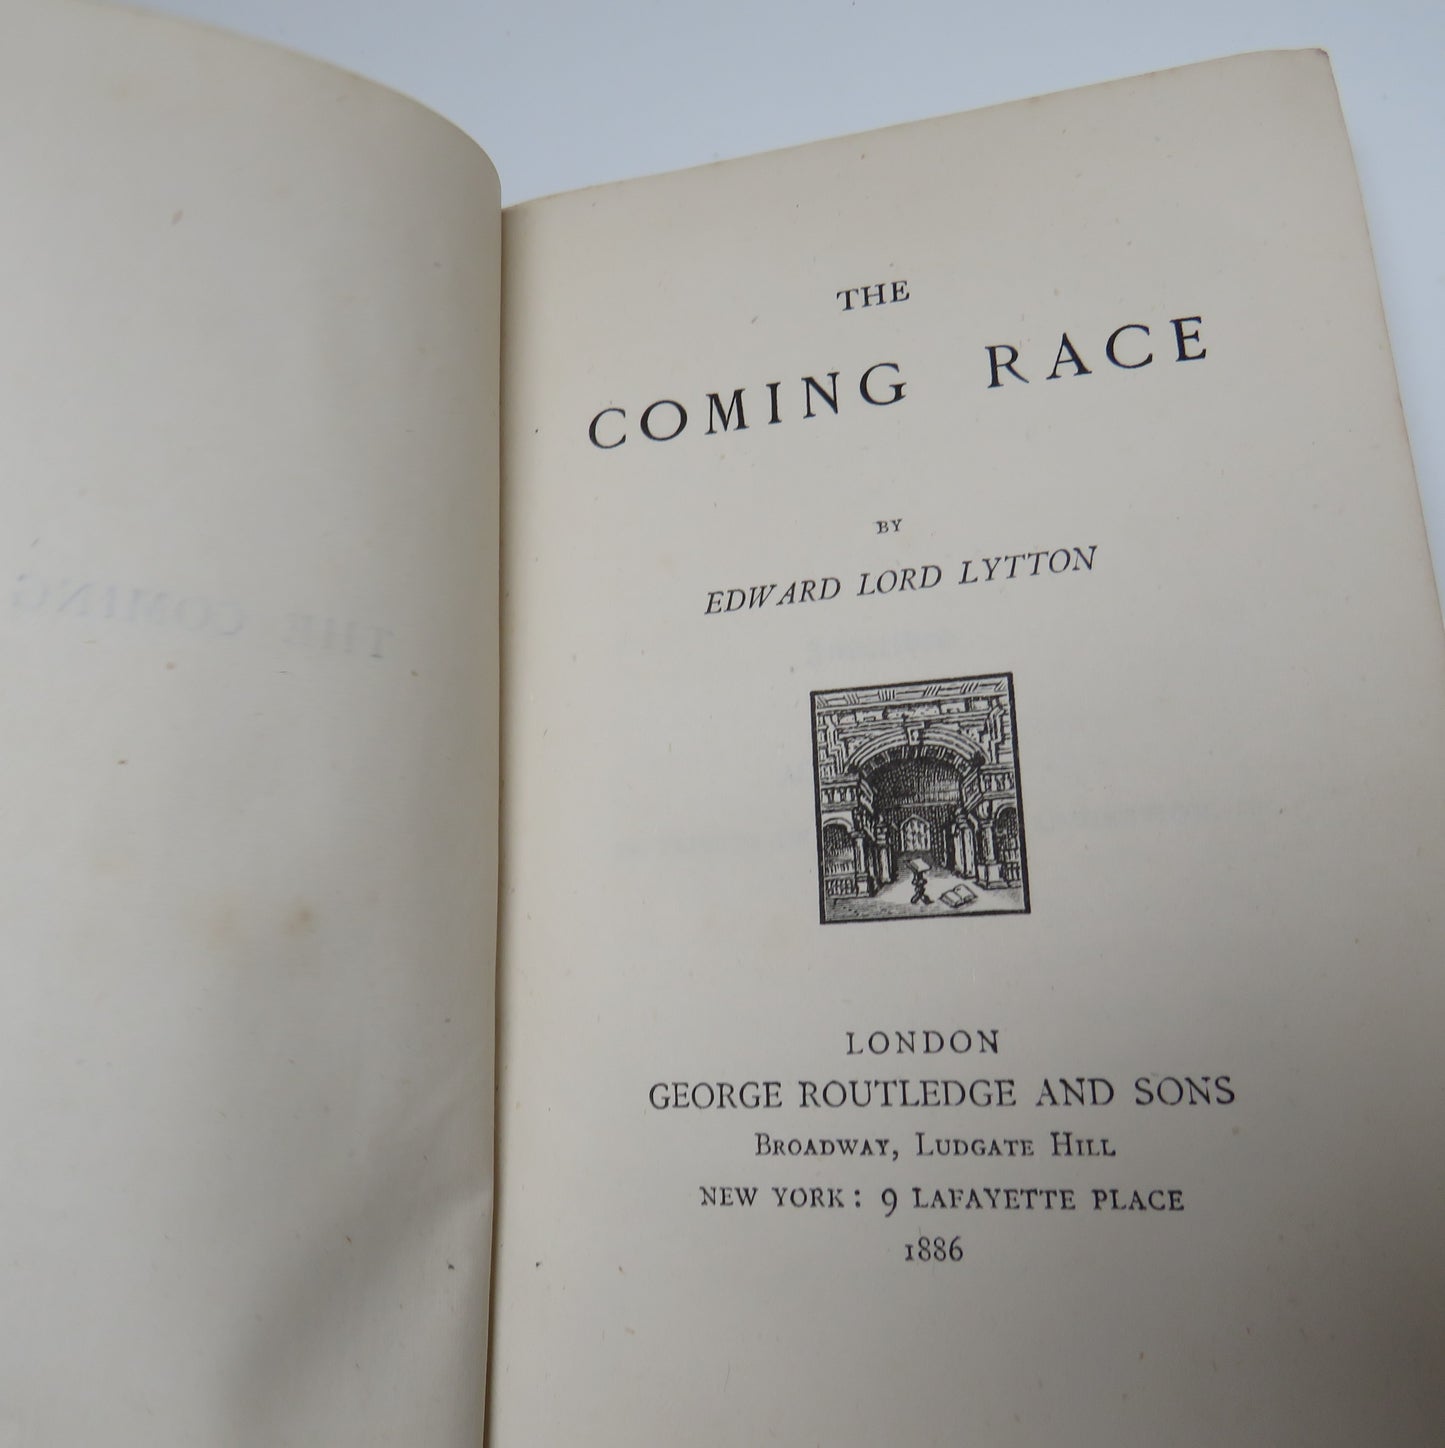 THE
COMING RACE
BY
EDWARD LORD LYTTON
LONDON
GEORGE ROUTLEDGE AND SONS
BROADWAY, LUDGATE HILL
NEW YORK: 9 LAFAYETTE PLACE
1886